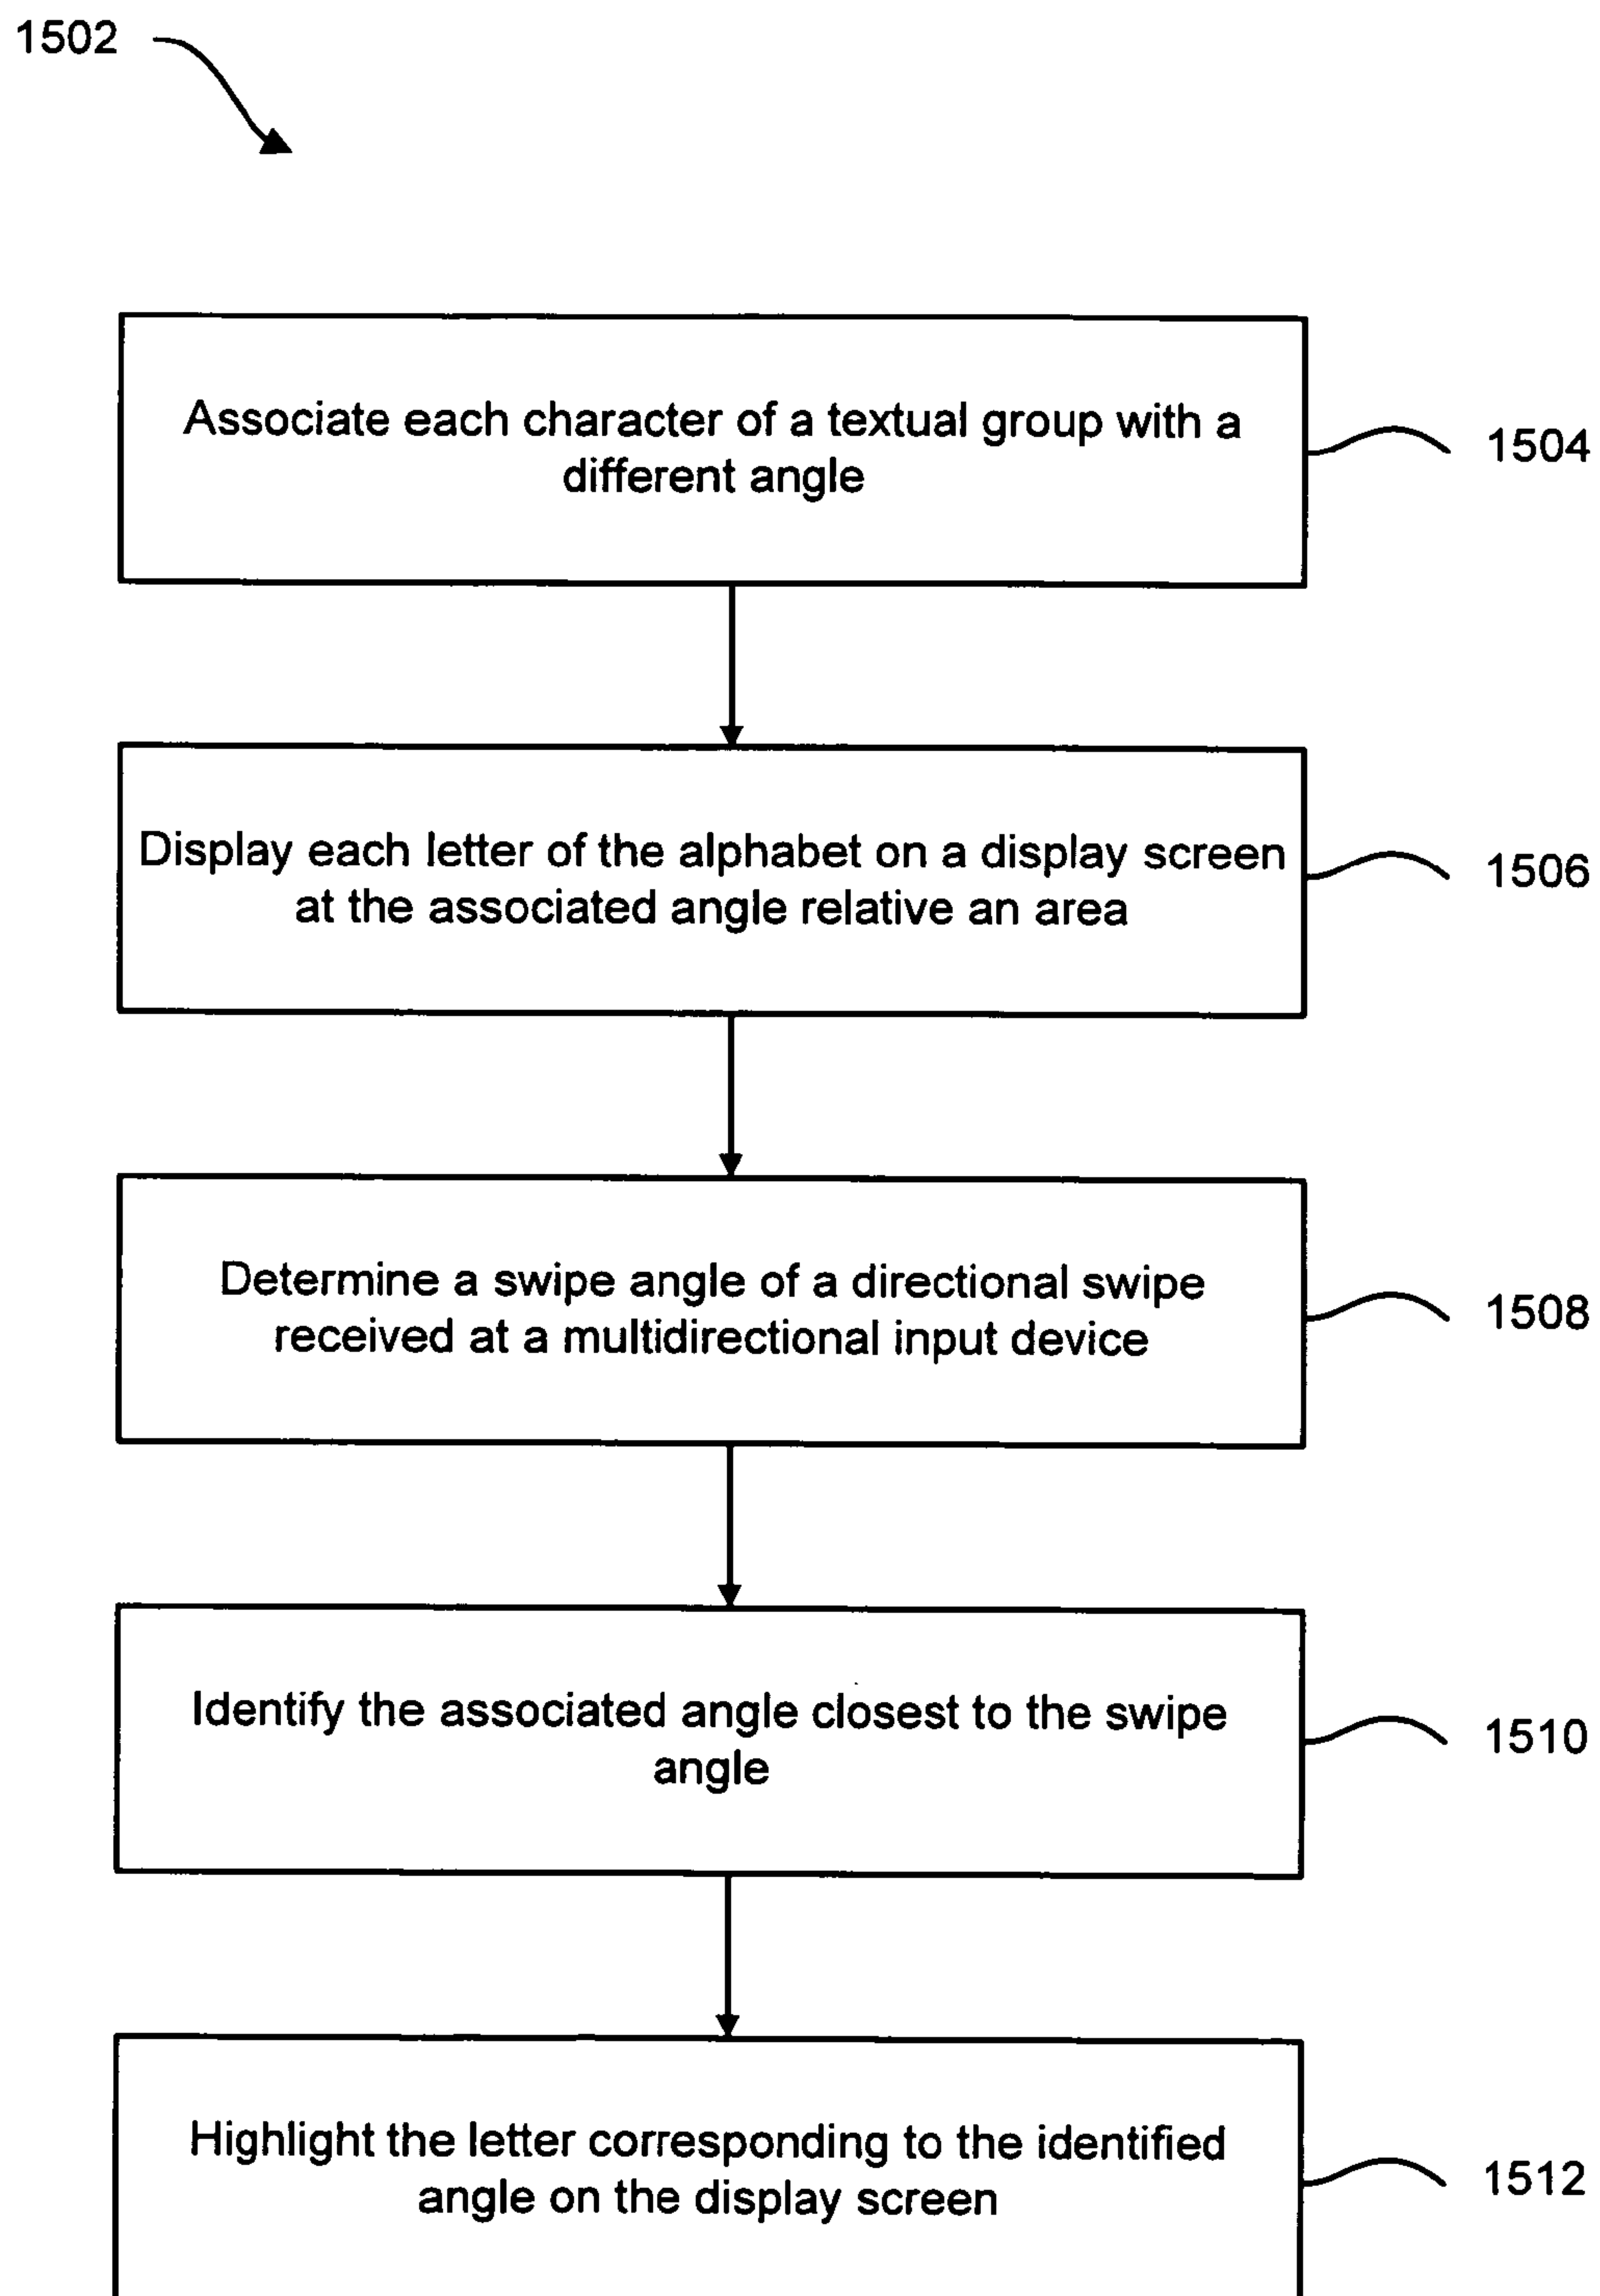 1502
Associate each character of a textual group with a
different angle
1504
Display each letter of the alphabet on a display screen
at the associated angle relative an area
1506
Determine a swipe angle of a directional swipe
received at a multidirectional input device
1508
Identify the associated angle closest to the swipe
angle
1510
Highlight the letter corresponding to the identified
angle on the display screen
1512